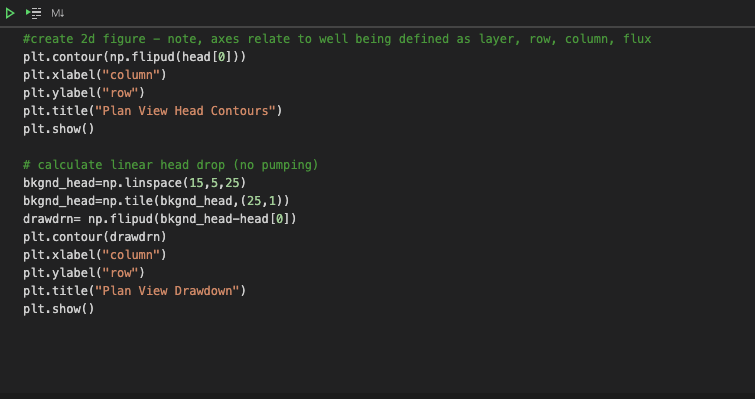 M↓
#create 2d figure - note, axes relate to well being defined as layer, row, column, flux
plt.contour(np.flipud(head[0]))
plt.xlabel("column")
plt.ylabel("row")
plt.title("Plan View Head Contours")
plt.show()
# calculate linear head drop (no pumping)
bkgnd_head=np.linspace(15,5,25)
bkgnd_head=np.tile(bkgnd_head,(25,1))
drawdrn= np.flipud(bkgnd_head-head[0])
plt.contour(drawdrn)
plt.xlabel("column")
plt.ylabel("row")
plt.title("Plan View Drawdown")
plt.show()